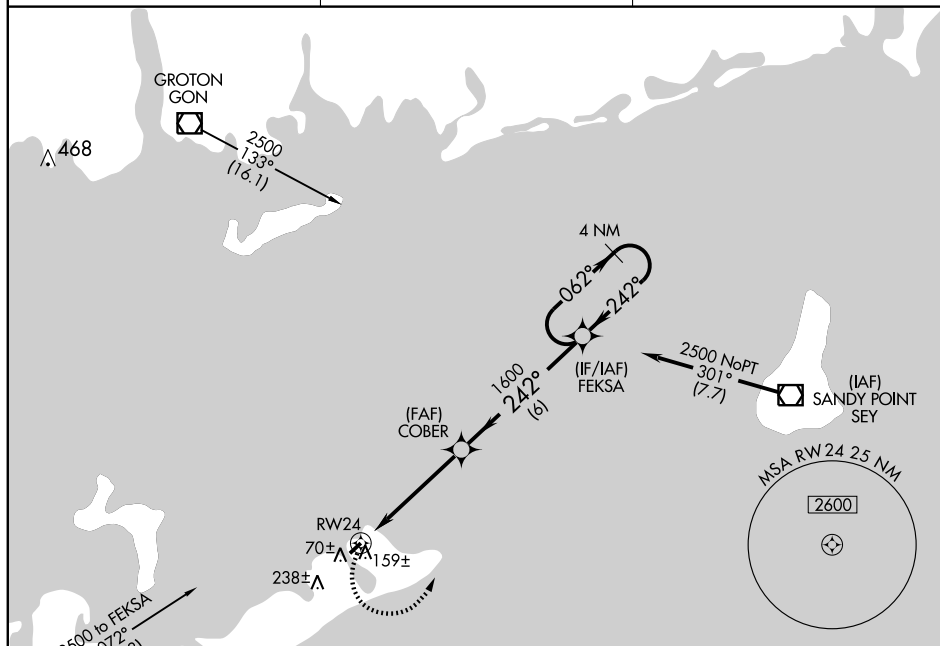 GROTON
GON
2500
133°
(16.1)
468
4 NM
062°
242°
(IF/IAF)
FEKSA
2500 NoPT
301°
(7.7)
(IAF)
SANDY POINT
SEY
1600
242°
(6)
(FAF)
COBER
MSA RW 24 25 NM
2600
RW24
70±
159±
238±
2500 to FEKSA
072°